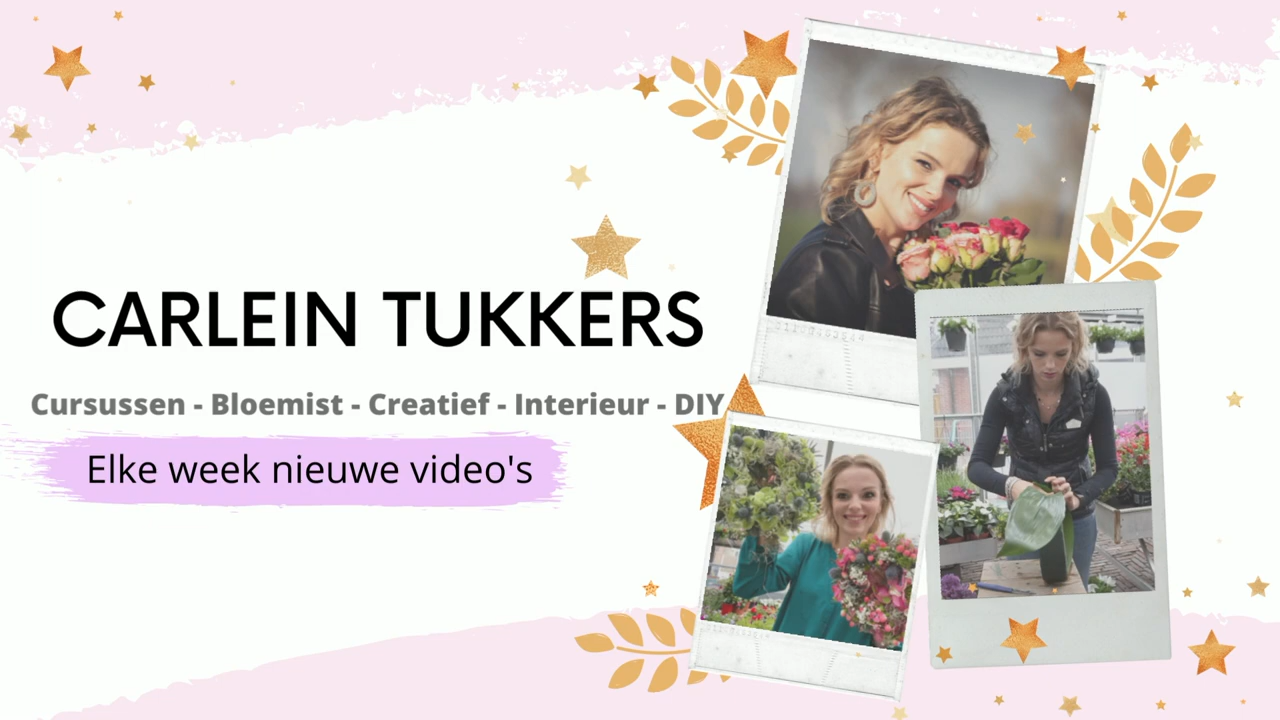 CARLEIN TUKKERS
Cursussen - Bloemist - Creatief - Interieur - DIY
Elke week nieuwe video's